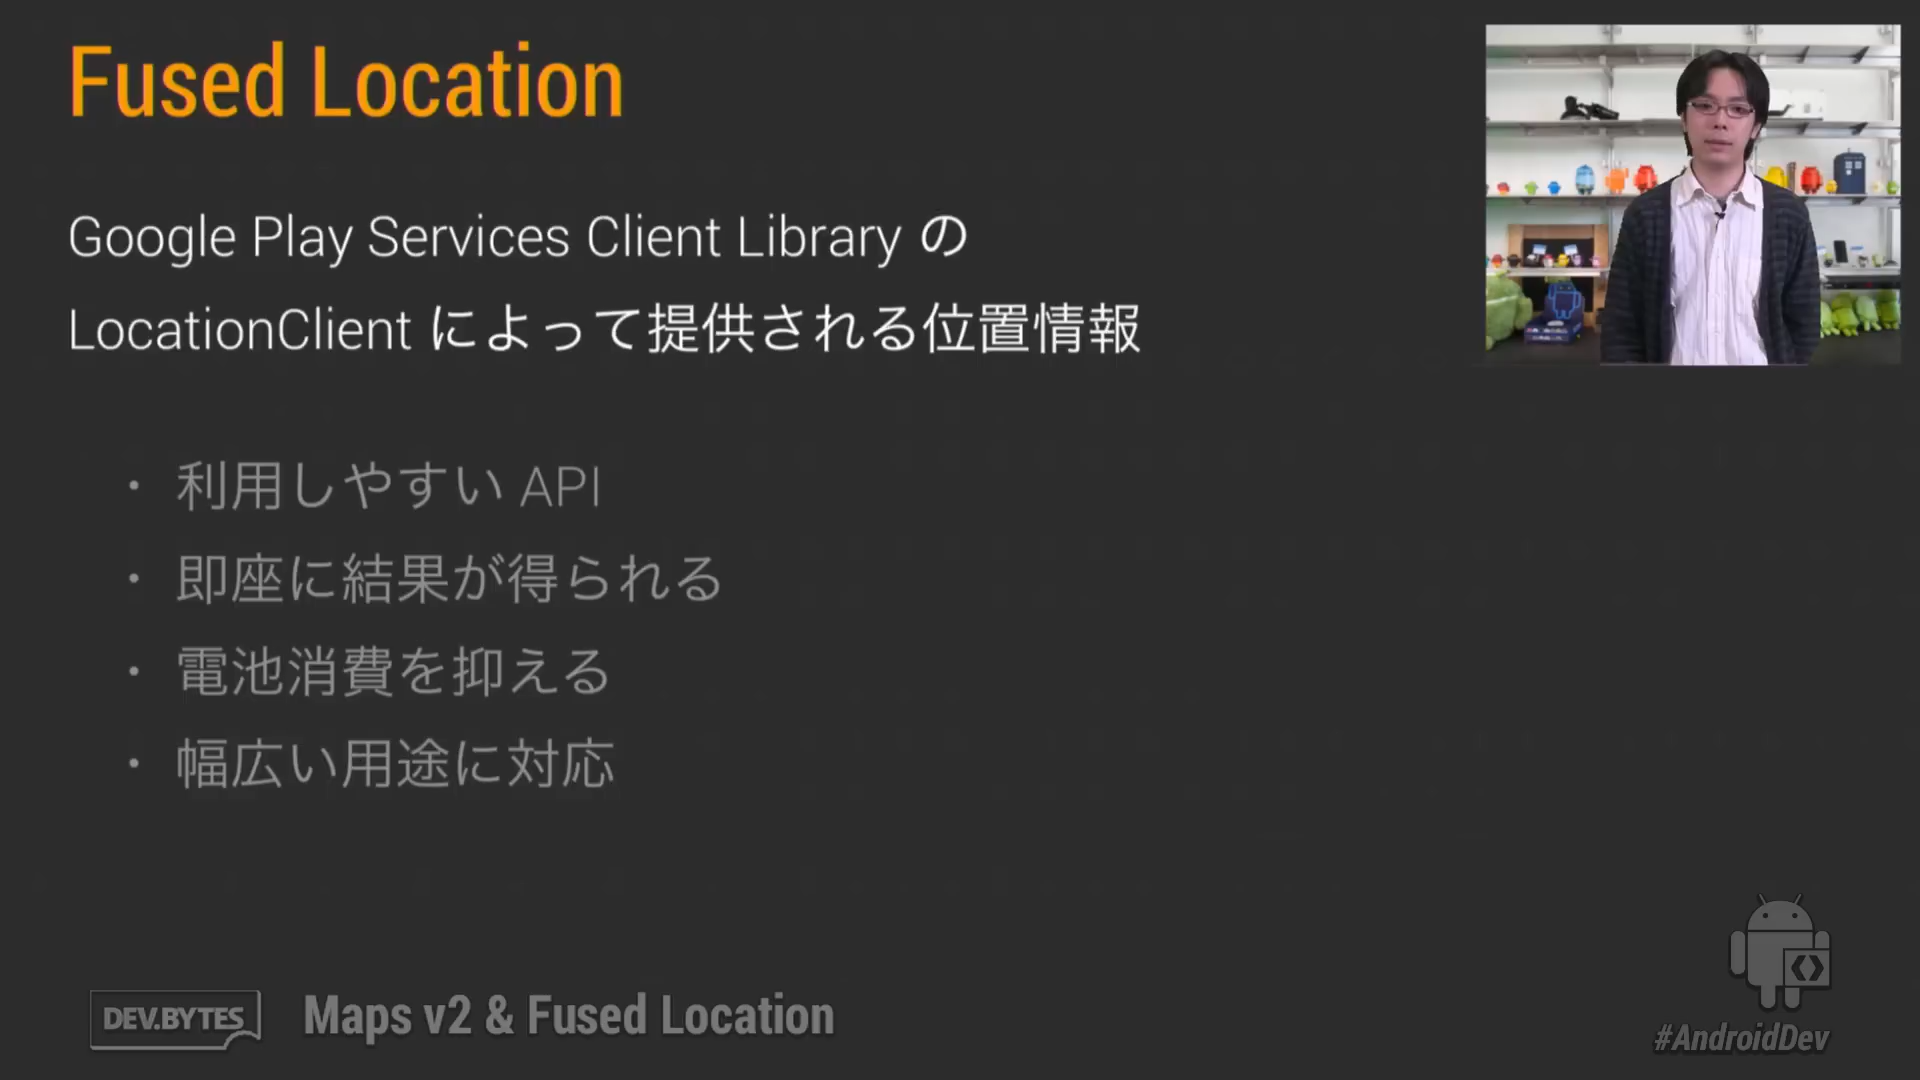 Fused Location
Google Play Services Client Library の
LocationClient によって提供される位置情報
・ 利用しやすい API
・ 即座に結果が得られる
・ 電池消費を抑える
・ 幅広い用途に対応
DEV.BYTES
Maps v2 & Fused Location
#AndroidDev